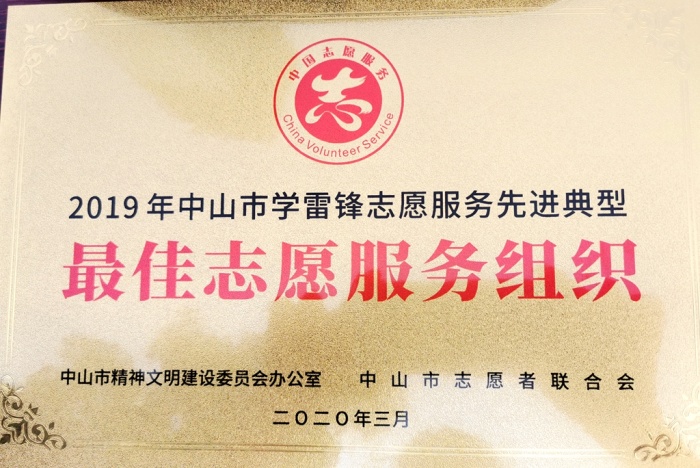 中国志愿服务
China Volunteer Service
2019年中山市学雷锋志愿服务先进典型
最佳志愿服务组织
中山市精神文明建设委员会办公室 中山市志愿者联合会
二〇二〇年三月